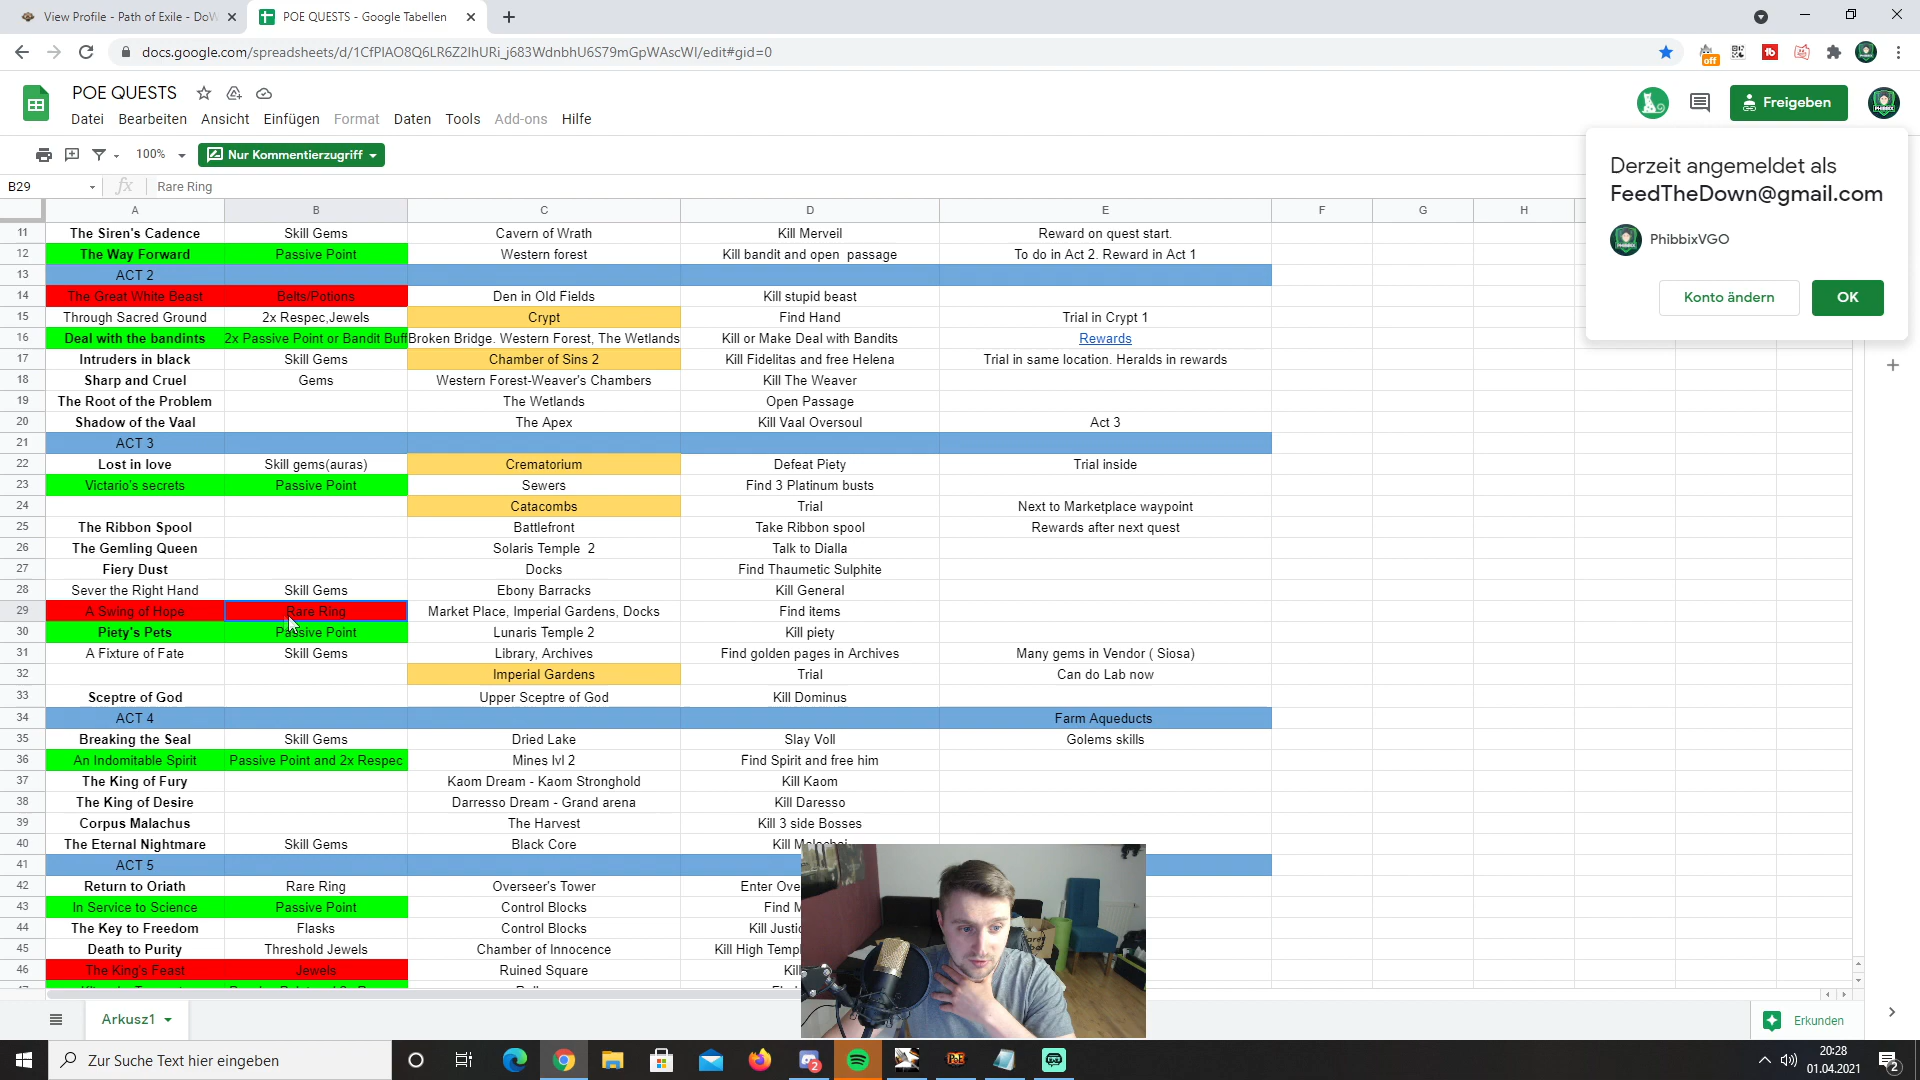 View Profile - Path of Exile - DoW
POE QUESTS - Google Tabellen
docs.google.com/spreadsheets/d/1CfPIAO8Q6LR6Z2IhURi_j683WdnbhU6S79mGpWAscWI/edit#gid=0
off
POE QUESTS
Datei Bearbeiten Ansicht Einfügen Format Daten Tools Add-ons Hilfe
Freigeben
100%
Nur Kommentierzugriff
Derzeit angemeldet als
FeedTheDown@gmail.com
PhibbixVGO
Konto ändern
OK
B29
fx
Rare Ring
A B C D E F G H
11 The Siren's Cadence Skill Gems Cavern of Wrath Kill Merveil Reward on quest start.
12 The Way Forward Passive Point Western forest Kill bandit and open passage To do in Act 2. Reward in Act 1
13 ACT 2
14 The Great White Beast Belts/Potions Den in Old Fields Kill stupid beast
15 Through Sacred Ground 2x Respec,Jewels Crypt Find Hand Trial in Crypt 1
16 Deal with the bandints 2x Passive Point or Bandit Buff Broken Bridge. Western Forest, The Wetlands Kill or Make Deal with Bandits Rewards
17 Intruders in black Skill Gems Chamber of Sins 2 Kill Fidelitas and free Helena Trial in same location. Heralds in rewards
18 Sharp and Cruel Gems Western Forest-Weaver's Chambers Kill The Weaver
19 The Root of the Problem The Wetlands Open Passage
20 Shadow of the Vaal The Apex Kill Vaal Oversoul Act 3
21 ACT 3
22 Lost in love Skill gems(auras) Crematorium Defeat Piety Trial inside
23 Victario's secrets Passive Point Sewers Find 3 Platinum busts
24 Catacombs Trial Next to Marketplace waypoint
25 The Ribbon Spool Battlefront Take Ribbon spool Rewards after next quest
26 The Gemling Queen Solaris Temple 2 Talk to Dialla
27 Fiery Dust Docks Find Thaumetic Sulphite
28 Sever the Right Hand Skill Gems Ebony Barracks Kill General
29 A Swing of Hope Rare Ring Market Place, Imperial Gardens, Docks Find items
30 Piety's Pets Passive Point Lunaris Temple 2 Kill piety
31 A Fixture of Fate Skill Gems Library, Archives Find golden pages in Archives Many gems in Vendor ( Siosa)
32 Imperial Gardens Trial Can do Lab now
33 Sceptre of God Upper Sceptre of God Kill Dominus
34 ACT 4 Farm Aqueducts
35 Breaking the Seal Skill Gems Dried Lake Slay Voll Golems skills
36 An Indomitable Spirit Passive Point and 2x Respec Mines lvl 2 Find Spirit and free him
37 The King of Fury Kaom Dream - Kaom Stronghold Kill Kaom
38 The King of Desire Darresso Dream - Grand arena Kill Daresso
39 Corpus Malachus The Harvest Kill 3 side Bosses
40 The Eternal Nightmare Skill Gems Black Core Kill
41 ACT 5
42 Return to Oriath Rare Ring Overseer's Tower Enter Ove
43 In Service to Science Passive Point Control Blocks Find M
44 The Key to Freedom Flasks Control Blocks Kill Justic
45 Death to Purity Threshold Jewels Chamber of Innocence Kill High Temp
46 The King's Feast Jewels Ruined Square Kill
Arkusz1
Erkunden
Zur Suche Text hier eingeben
20:28
01.04.2021
2
2